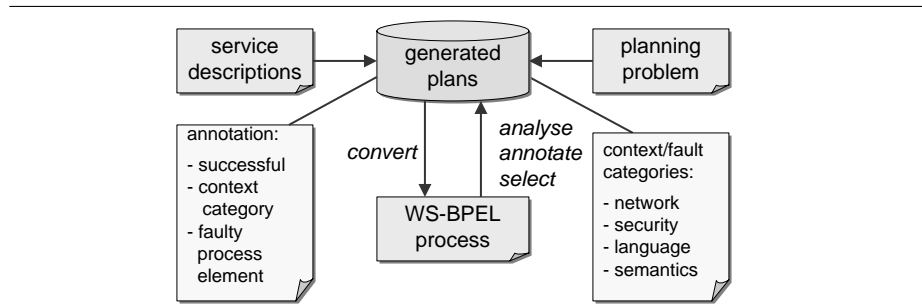 service
descriptions
generated
plans
planning
problem
annotation:
- successful
- context
category
- faulty
process
element
convert
analyse
annotate
select
WS-BPEL
process
context/fault
categories:
- network
- security
- language
- semantics